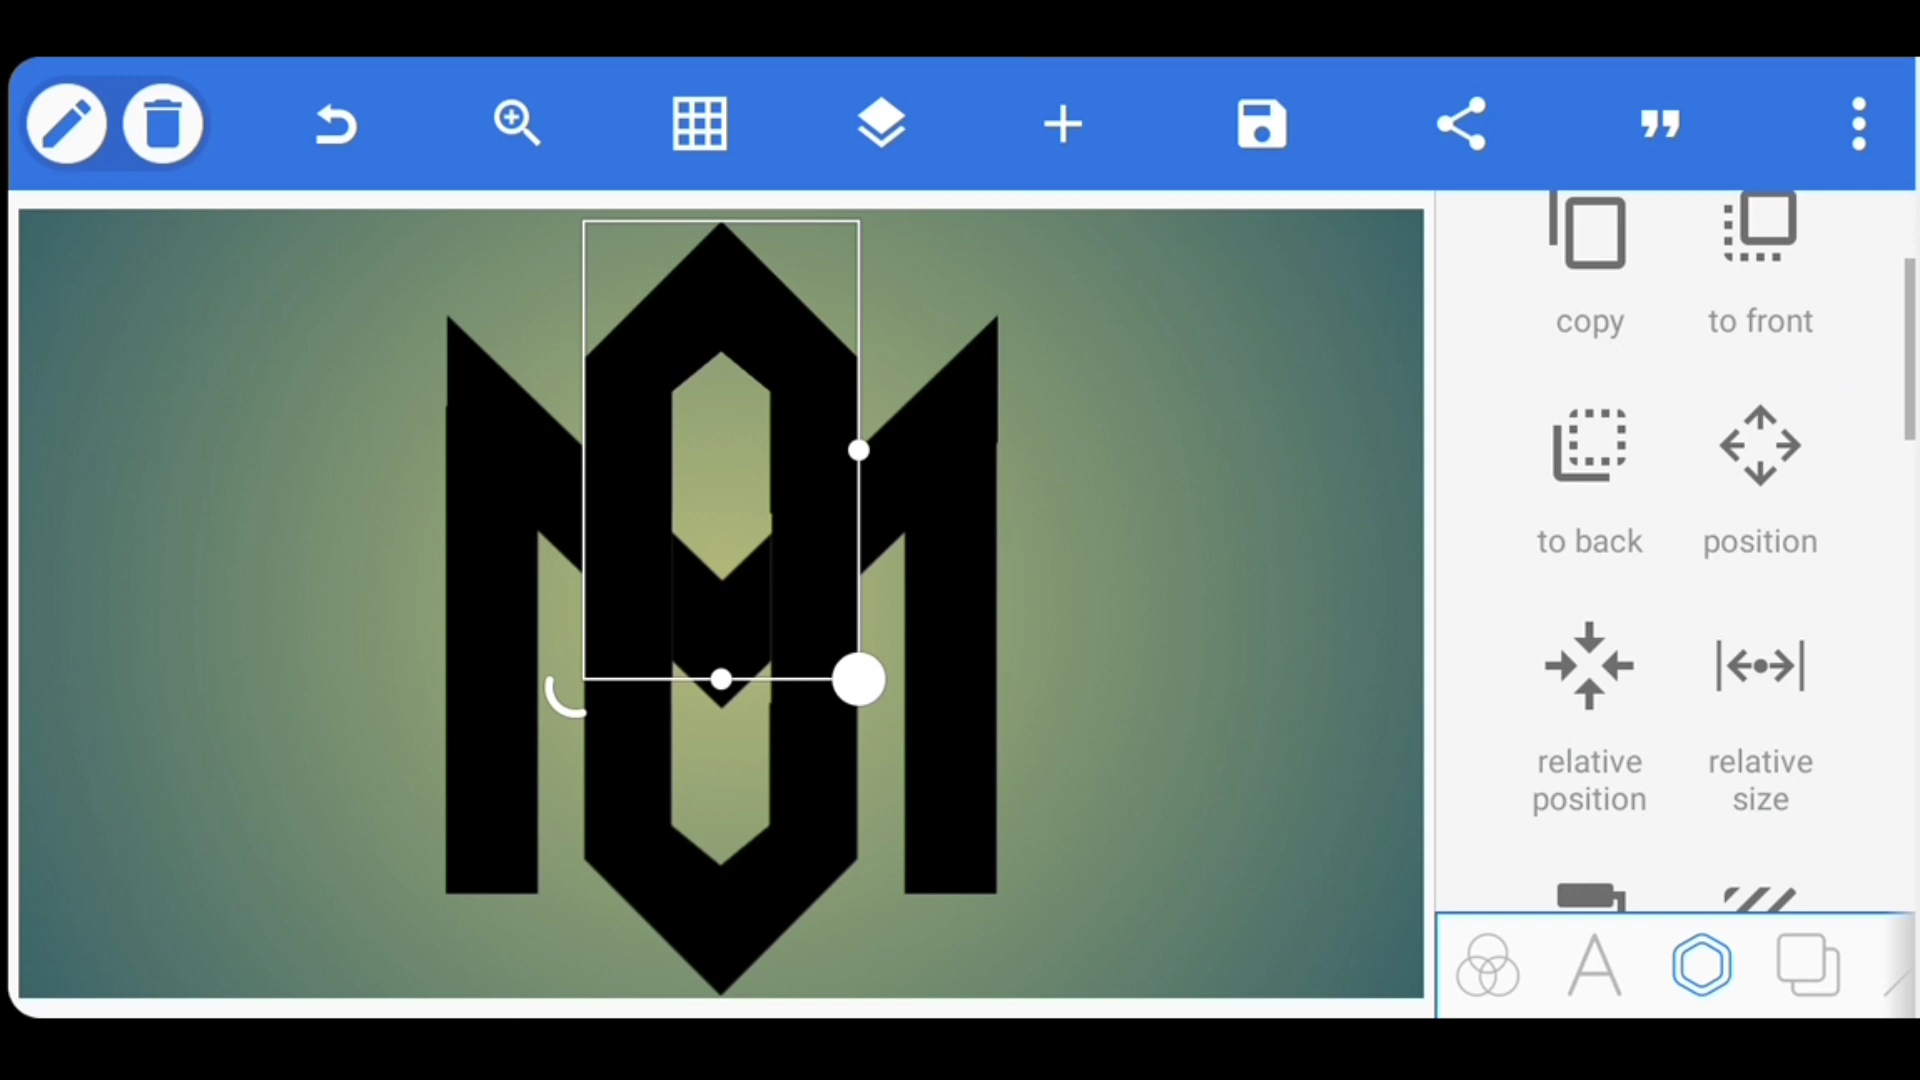 copy
to front
to back
position
relative
position
relative
size